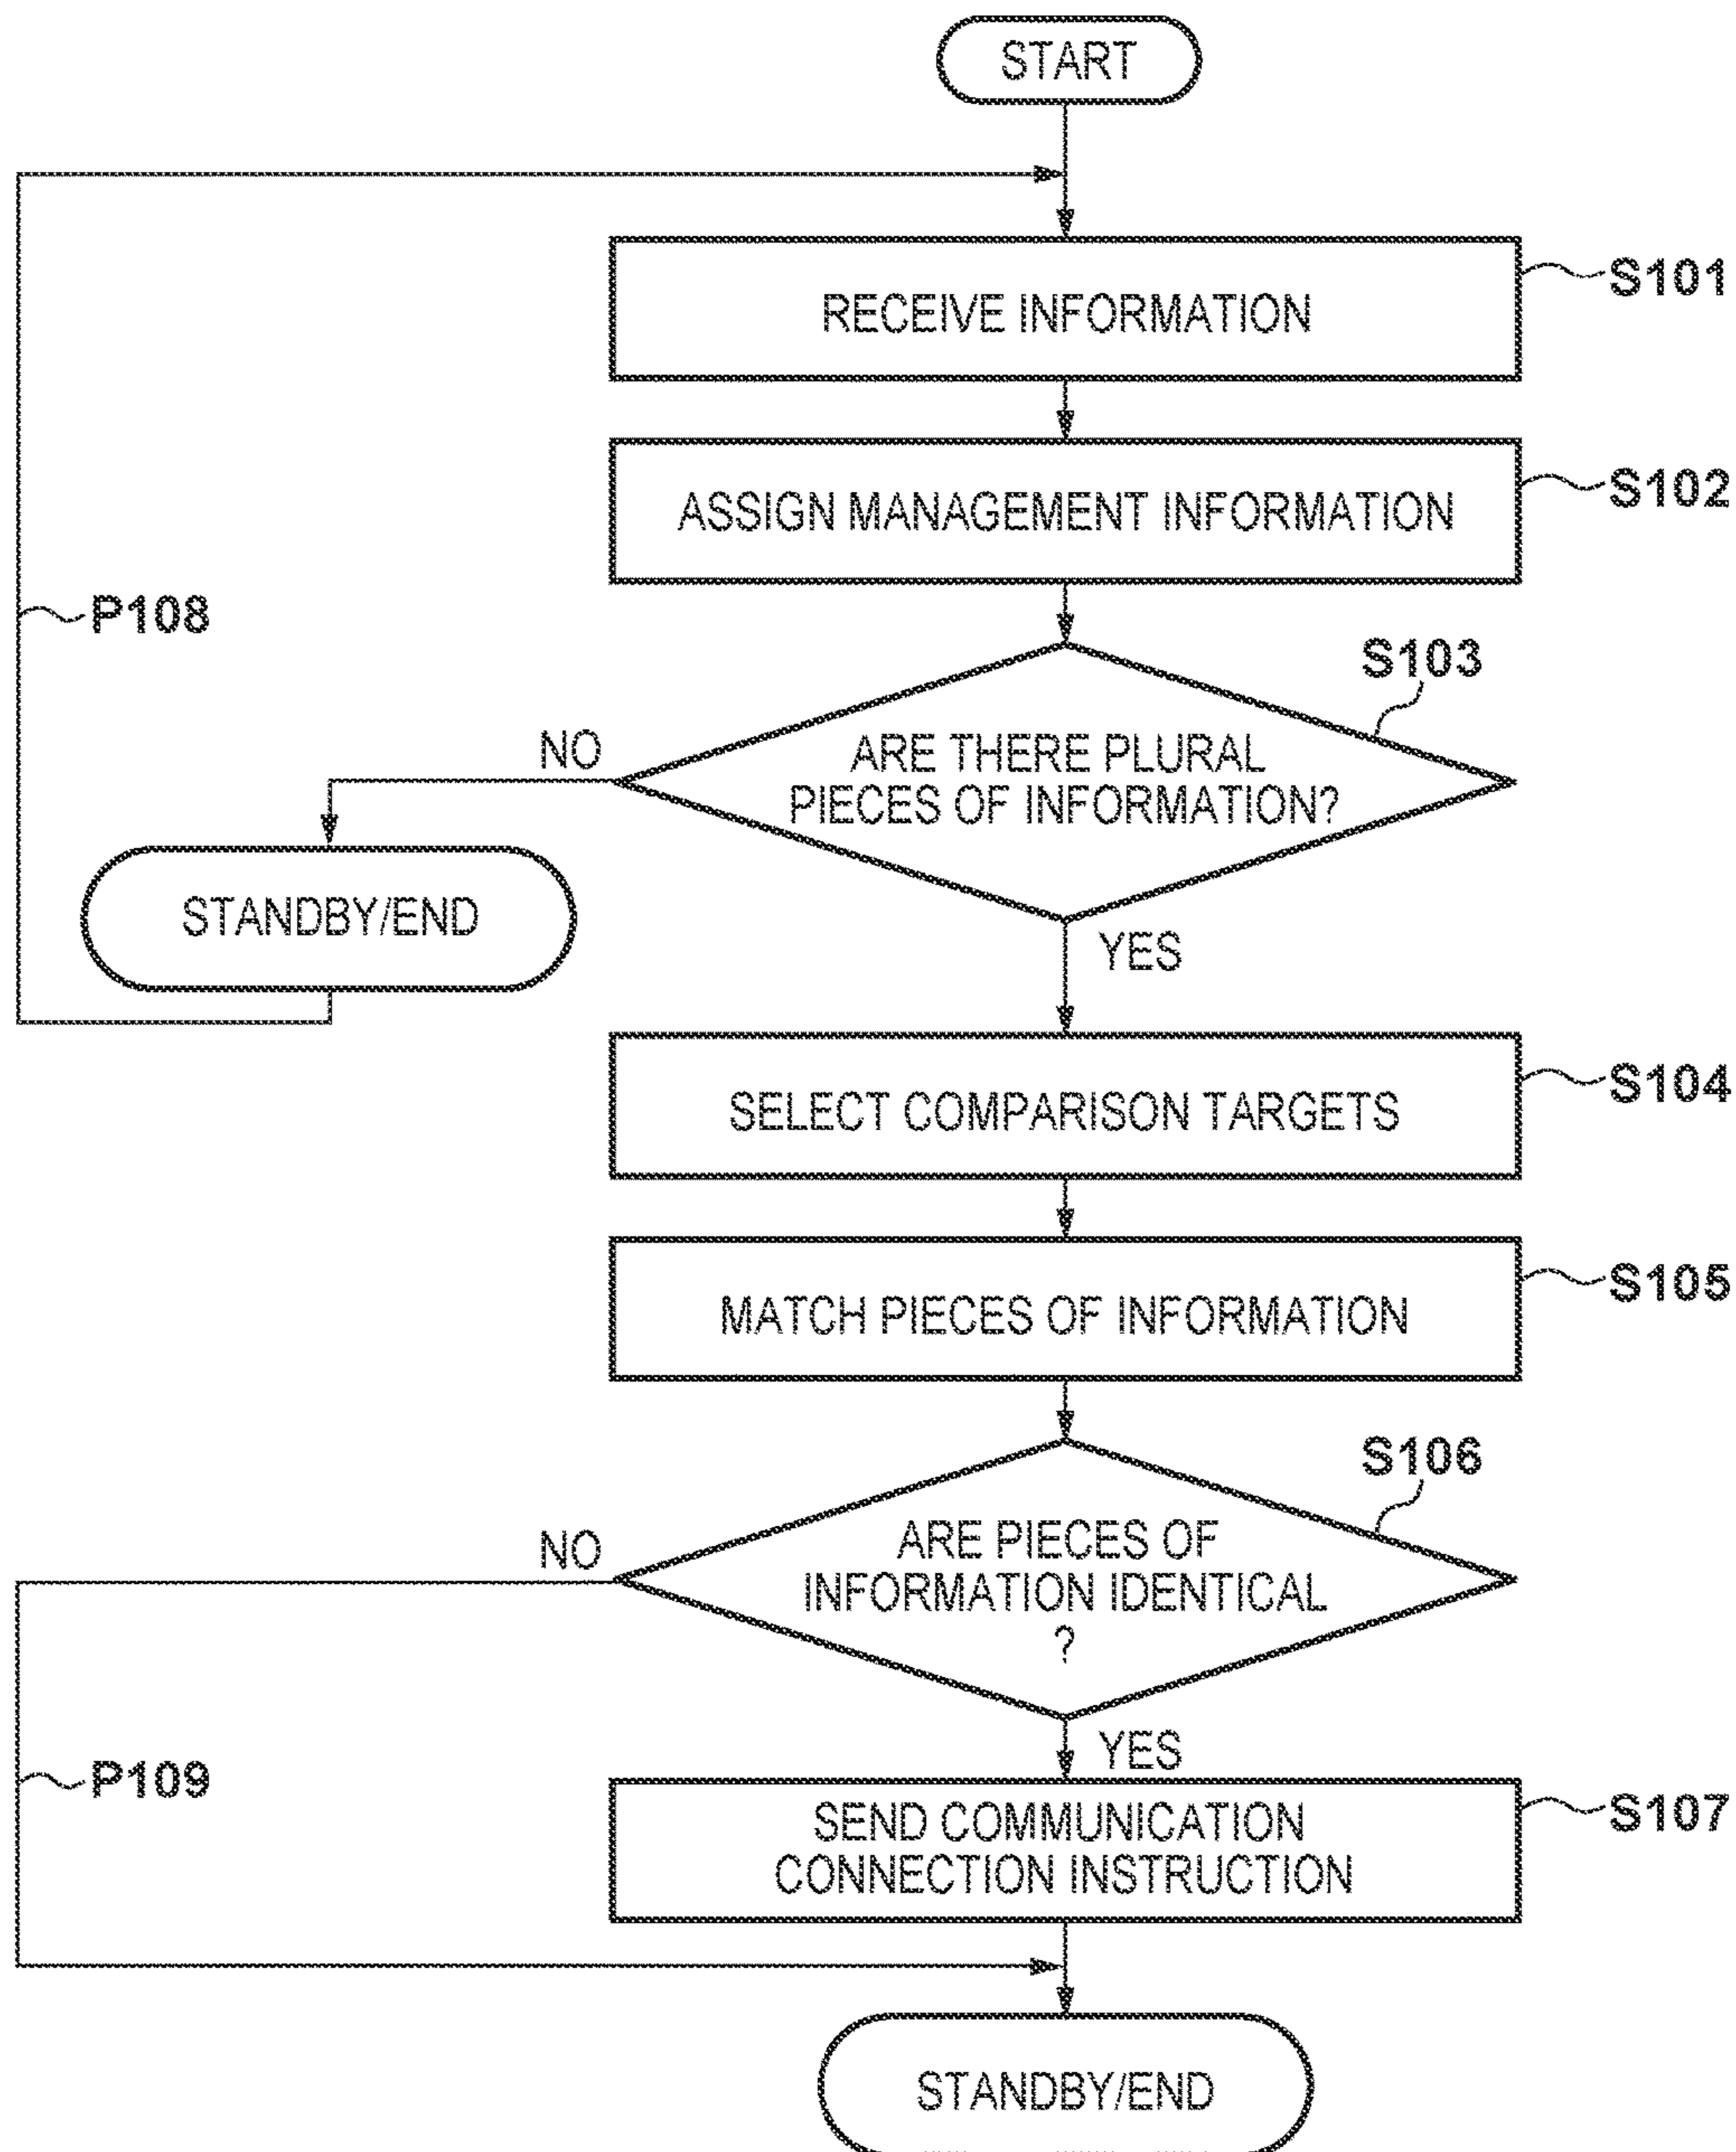 START
RECEIVE INFORMATION
S101
ASSIGN MANAGEMENT INFORMATION
S102
P108
S103
NO
ARE THERE PLURAL
PIECES OF INFORMATION?
STANDBY/END
YES
SELECT COMPARISON TARGETS
S104
MATCH PIECES OF INFORMATION
S105
S106
NO
ARE PIECES OF
INFORMATION IDENTICAL
?
YES
P109
SEND COMMUNICATION
CONNECTION INSTRUCTION
S107
STANDBY/END